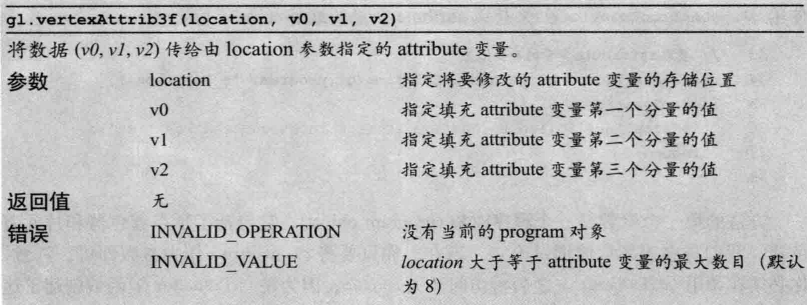 gl.vertexAttrib3f(location, v0, v1, v2)
将数据 (v0, v1, v2) 传给由 location 参数指定的 attribute 变量。
参数 location 指定将要修改的 attribute 变量的存储位置
v0 指定填充 attribute 变量第一个分量的值
v1 指定填充 attribute 变量第二个分量的值
v2 指定填充 attribute 变量第三个分量的值
返回值 无
错误 INVALID_OPERATION 没有当前的 program 对象
INVALID_VALUE location 大于等于 attribute 变量的最大数目（默认
为 8）